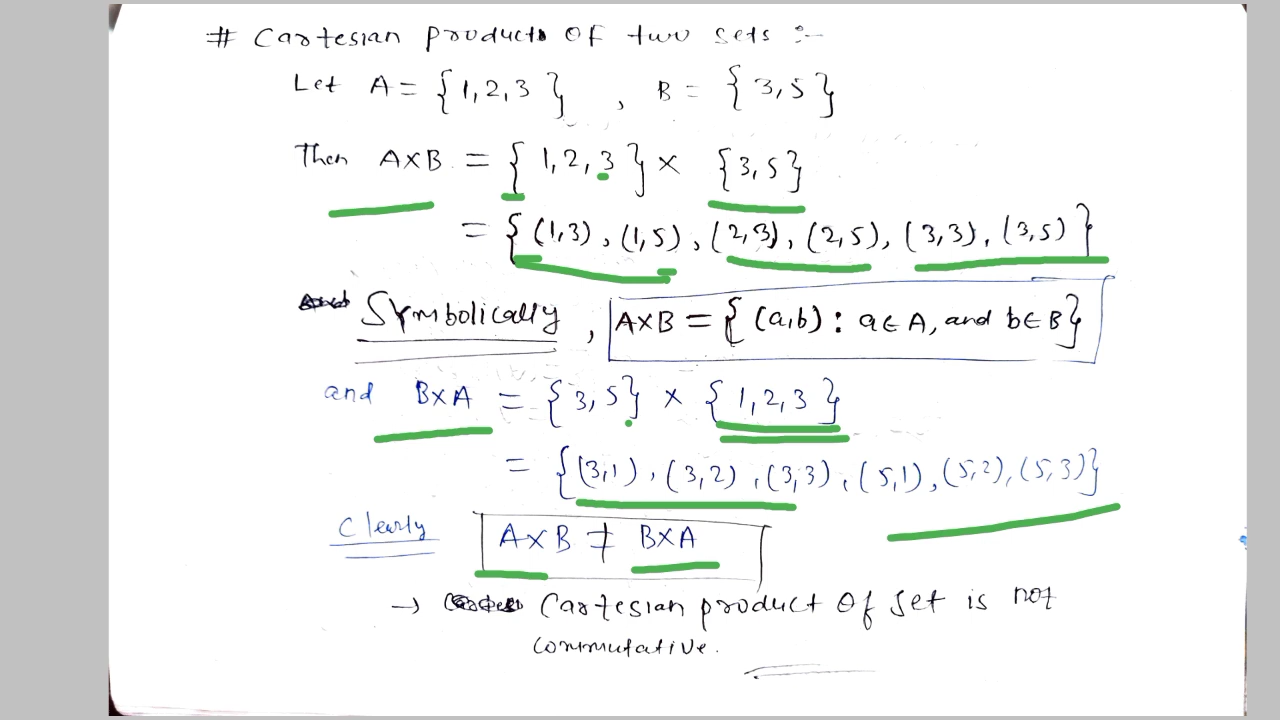 # Cartesian products of two sets :-
Let A = {1,2,3} , B = {3,5}
Then A×B = {1,2,3} × {3,5}
= {(1,3), (1,5), (2,3), (2,5), (3,3), (3,5)}
Symbolically, A×B = {(a,b) : a∈A, and b∈B}
and B×A = {3,5} × {1,2,3}
= {(3,1), (3,2), (3,3), (5,1), (5,2), (5,3)}
Clearly A×B ≠ B×A
→ Cartesian product of set is not
commutative.